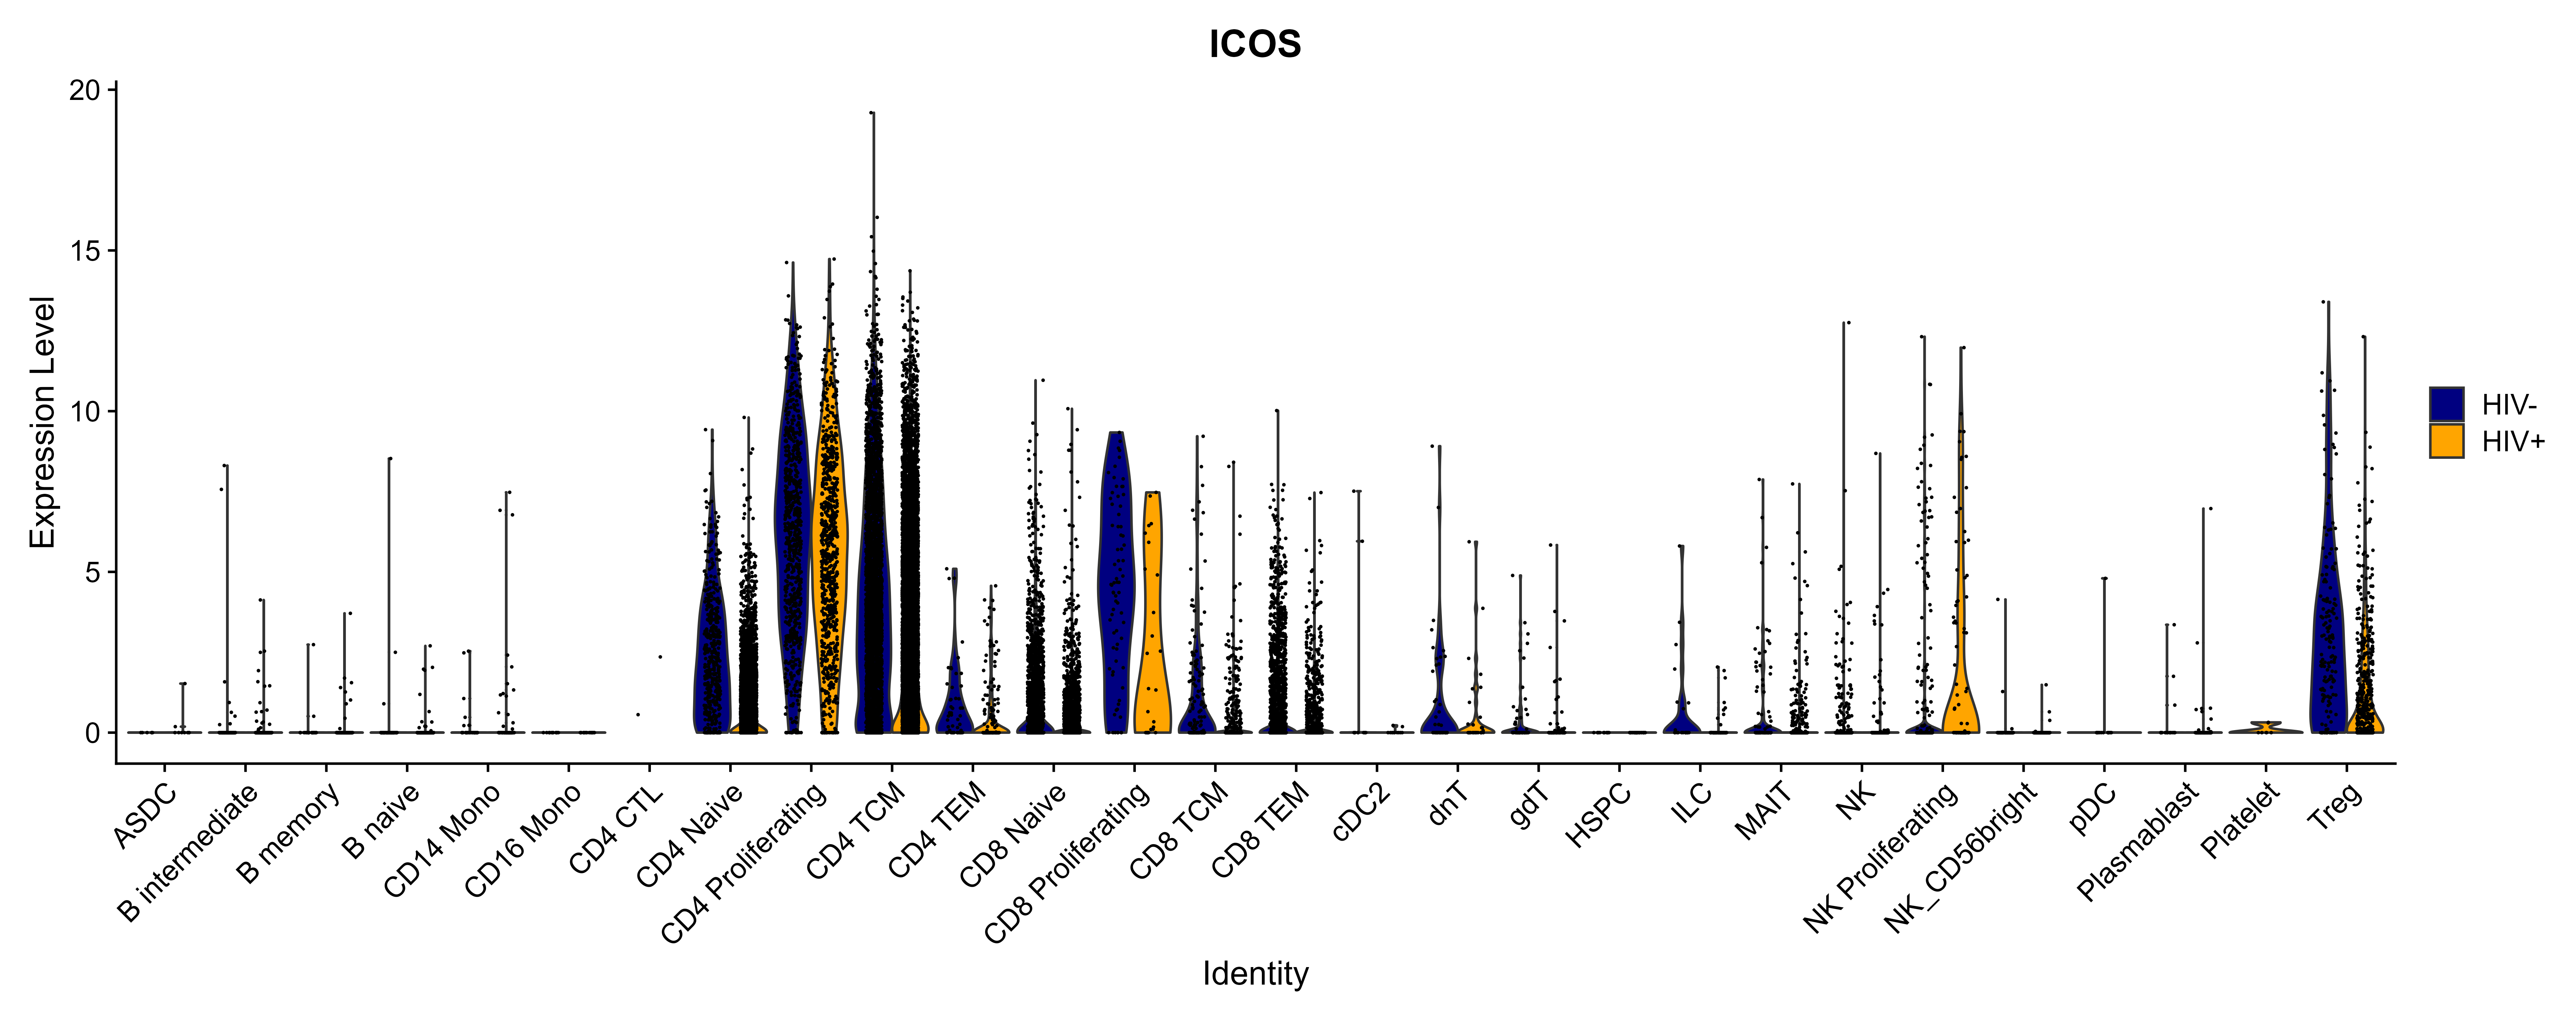 ICOS
Expression Level
20
15
10
5
0
ASDC
B intermediate
B memory
B naive
CD14 Mono
CD16 Mono
CD4 CTL
CD4 Naive
CD4 Proliferating
CD4 TCM
CD4 TEM
CD8 Naive
CD8 Proliferating
CD8 TCM
CD8 TEM
cDC2
dnT
gdT
HSPC
ILC
MAIT
NK
NK Proliferating
NK_CD56bright
pDC
Plasmablast
Platelet
Treg
Identity
HIV-
HIV+